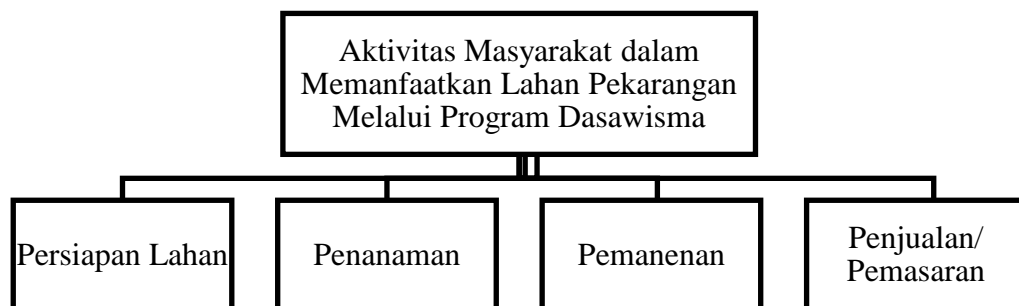 Aktivitas Masyarakat dalam
Memanfaatkan Lahan Pekarangan
Melalui Program Dasawisma
Persiapan Lahan
Penanaman
Pemanenan
Penjualan/
Pemasaran